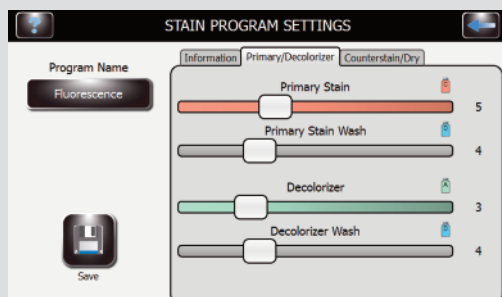 ?
STAIN PROGRAM SETTINGS
Program Name
Fluorescence
Information Primary/Decolorizer Counterstain/Dry
Primary Stain
5
Primary Stain Wash
4
Decolorizer
3
Decolorizer Wash
4
Save